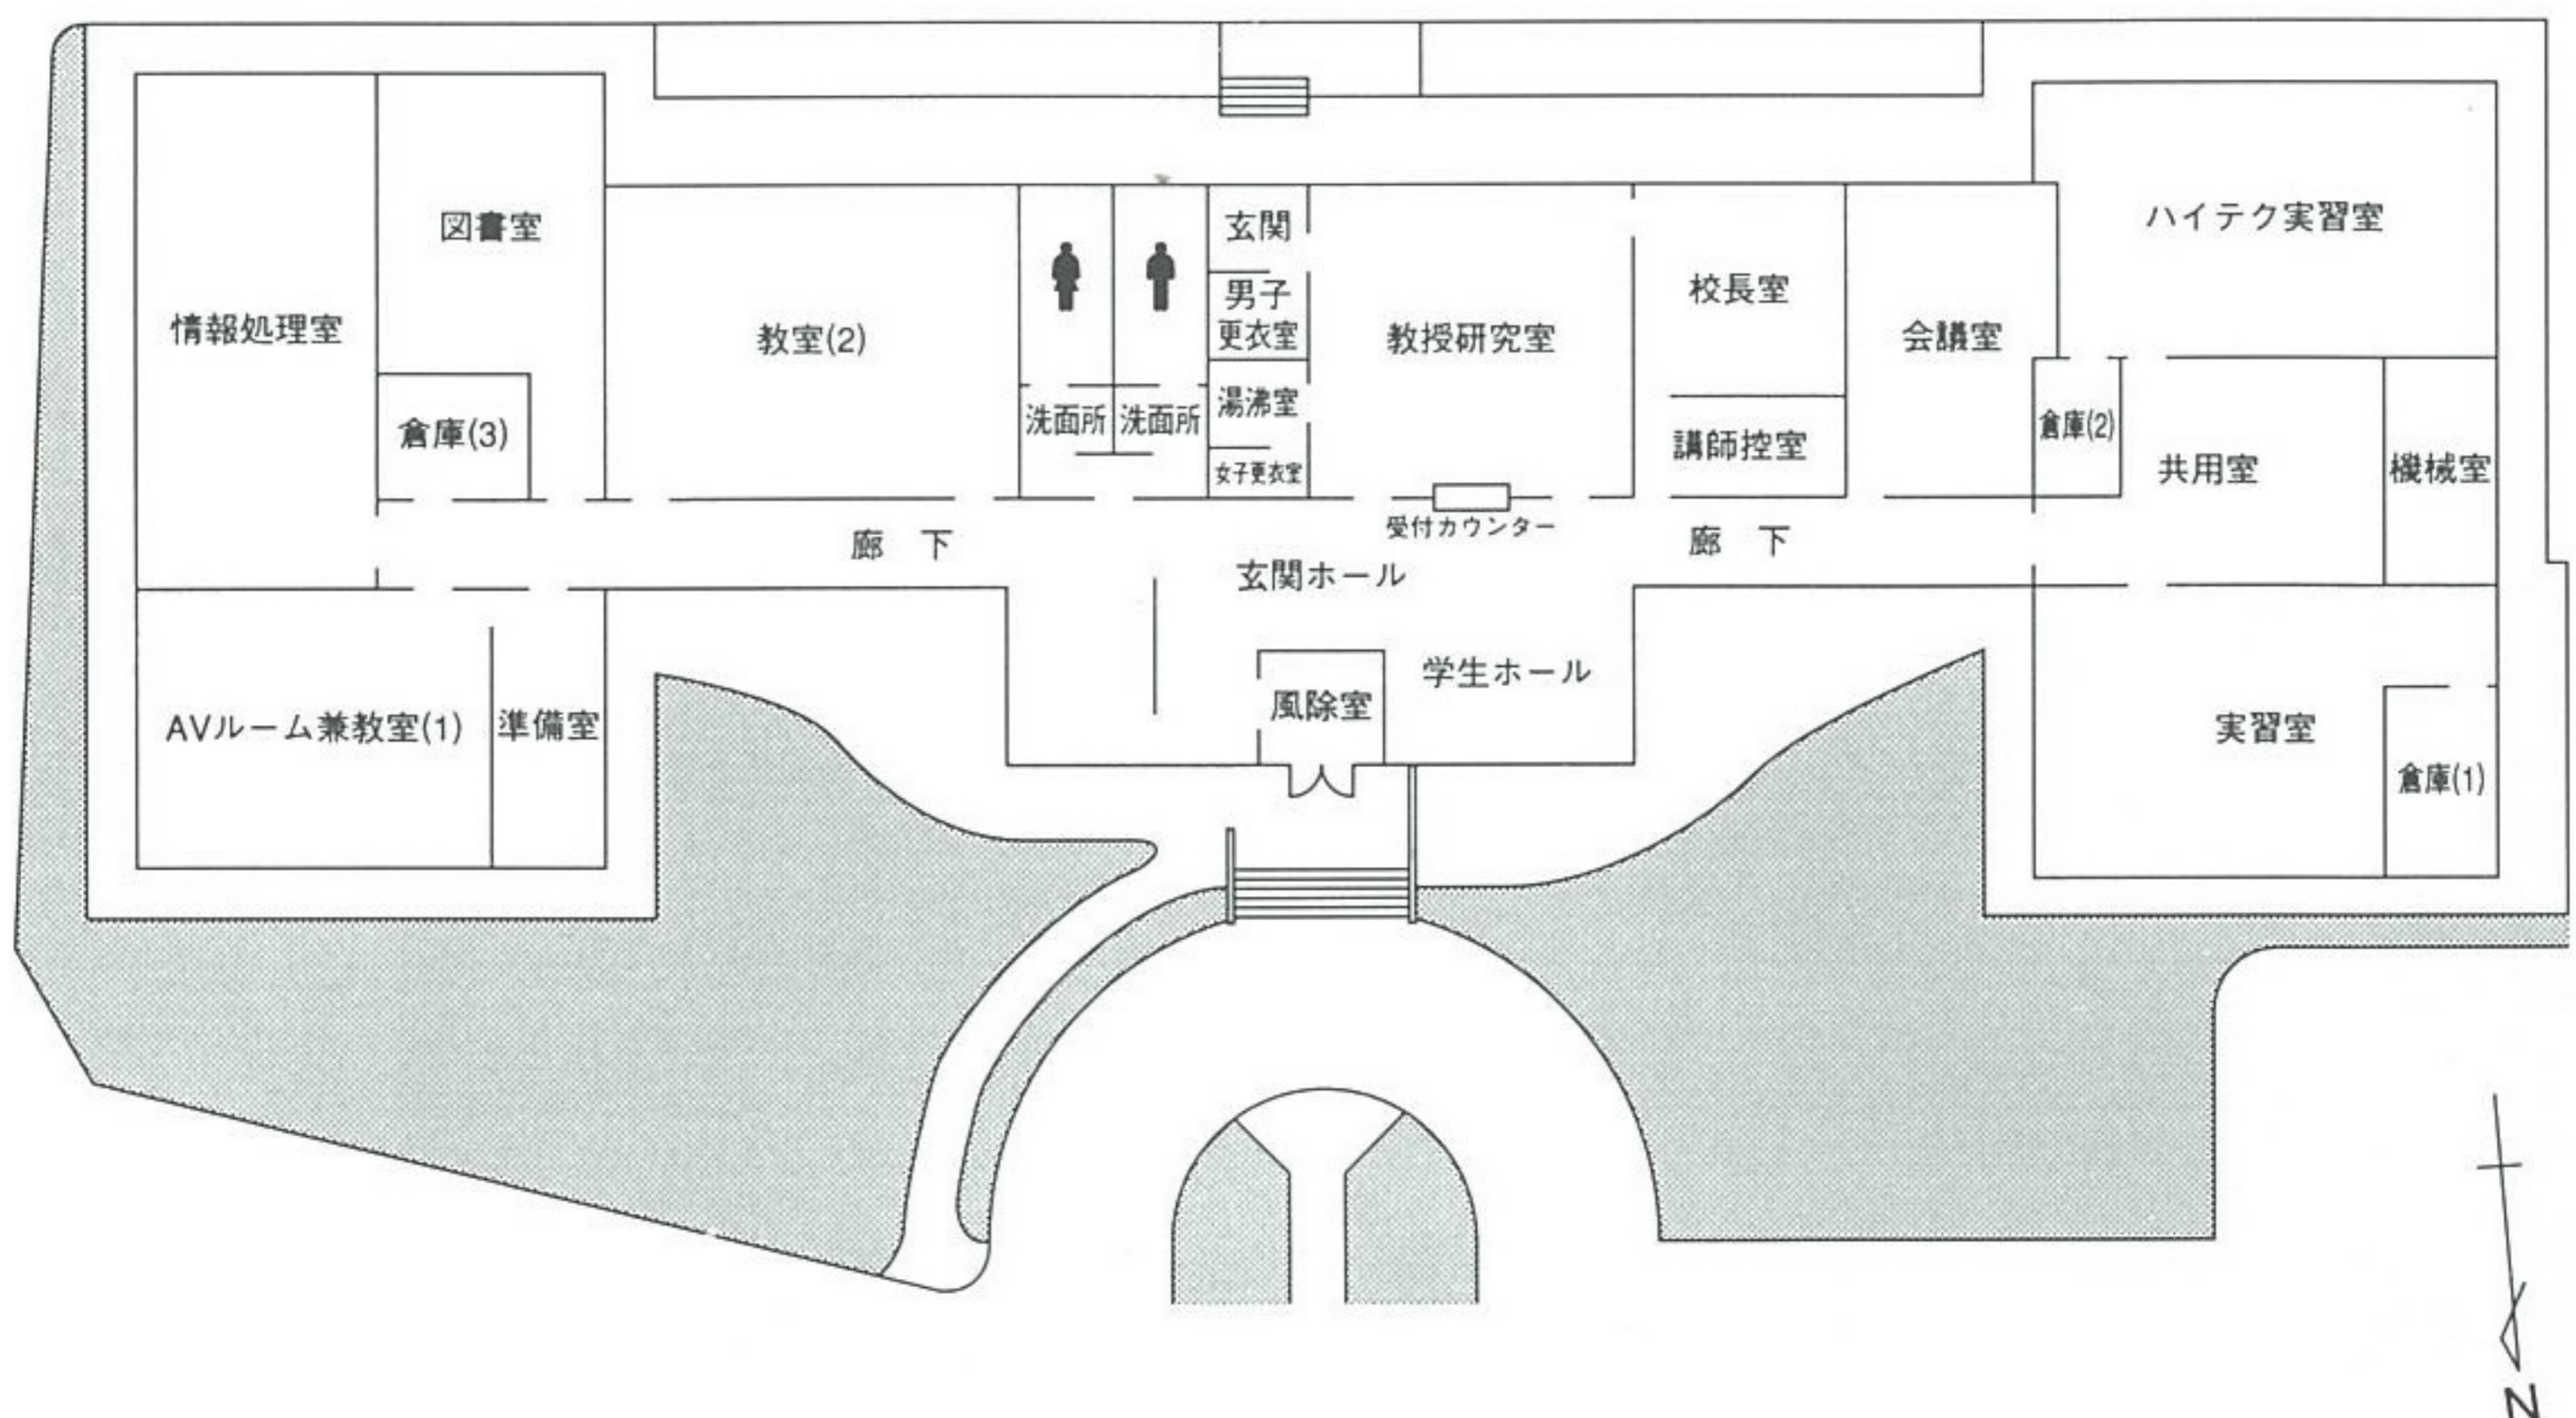 図書室
ハイテク実習室
玄関
男子
更衣室
校長室
情報処理室
教室(2)
教授研究室
会議室
湯沸室
洗面所
洗面所
倉庫(3)
倉庫(2)
講師控室
女子更衣室
共用室
機械室
受付カウンター
廊 下
廊 下
玄関ホール
学生ホール
風除室
AVルーム兼教室(1)
準備室
実習室
倉庫(1)
N